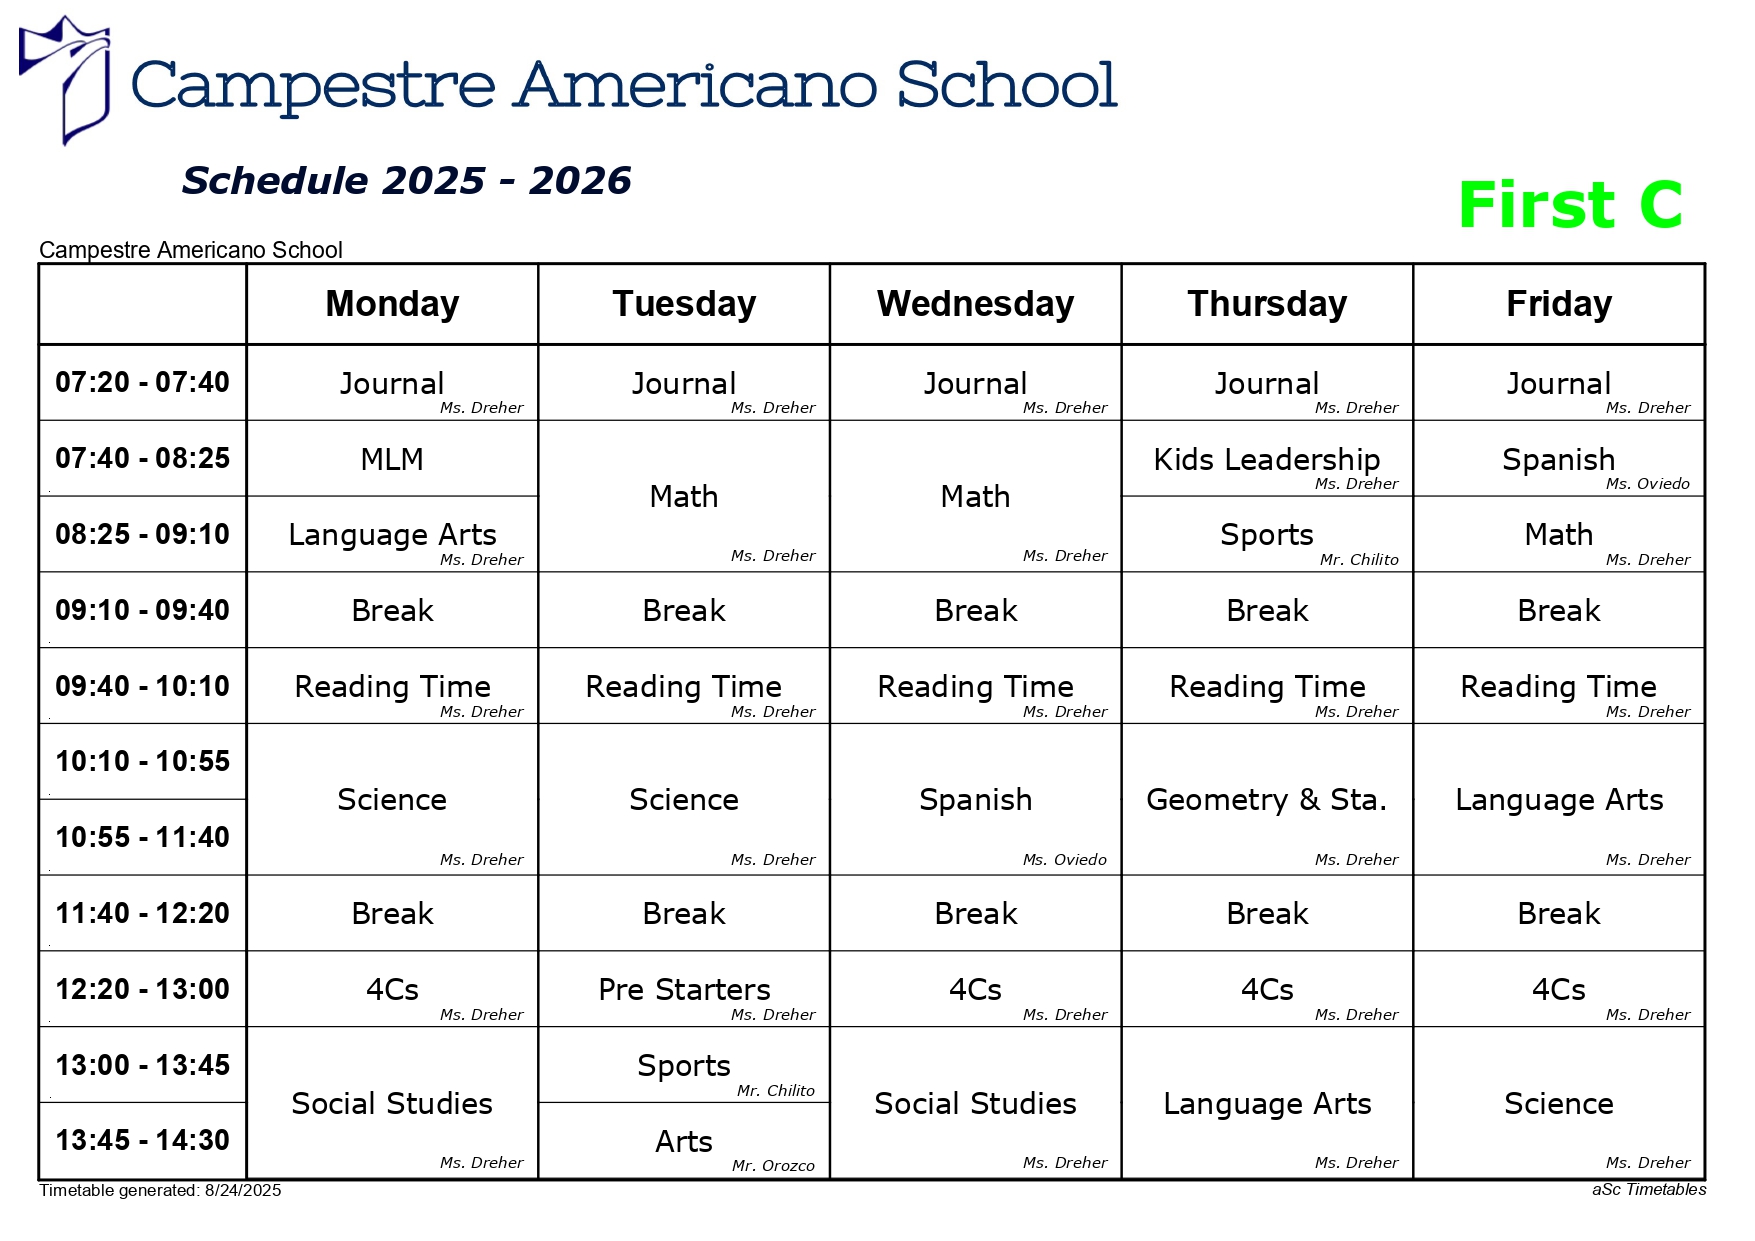 Campestre Americano School
Schedule 2025 - 2026
First C
Campestre Americano School
Monday Tuesday Wednesday Thursday Friday
07:20 - 07:40 Journal Journal Journal Journal Journal
Ms. Dreher Ms. Dreher Ms. Dreher Ms. Dreher Ms. Dreher
07:40 - 08:25 MLM Kids Leadership Spanish
Ms. Dreher Ms. Oviedo
Math Math
08:25 - 09:10 Language Arts Sports Math
Ms. Dreher Ms. Dreher Ms. Dreher Mr. Chilito Ms. Dreher
09:10 - 09:40 Break Break Break Break Break
09:40 - 10:10 Reading Time Reading Time Reading Time Reading Time Reading Time
Ms. Dreher Ms. Dreher Ms. Dreher Ms. Dreher Ms. Dreher
10:10 - 10:55
Science Science Spanish Geometry & Sta. Language Arts
10:55 - 11:40
Ms. Dreher Ms. Dreher Ms. Oviedo Ms. Dreher Ms. Dreher
11:40 - 12:20 Break Break Break Break Break
12:20 - 13:00 4Cs Pre Starters 4Cs 4Cs 4Cs
Ms. Dreher Ms. Dreher Ms. Dreher Ms. Dreher Ms. Dreher
13:00 - 13:45 Sports
Mr. Chilito
Social Studies Social Studies Language Arts Science
13:45 - 14:30 Arts
Ms. Dreher Mr. Orozco Ms. Dreher Ms. Dreher Ms. Dreher
Timetable generated: 8/24/2025 aSc Timetables